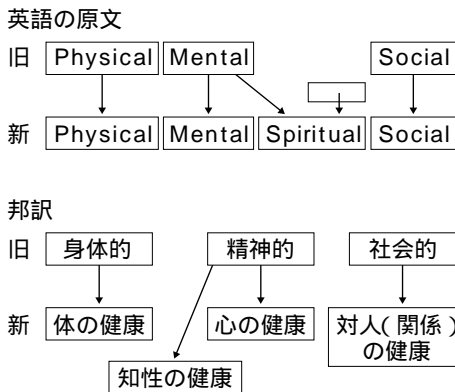 英語の原文
旧 Physical Mental Social
新 Physical Mental Spiritual Social
邦訳
旧 身体的 精神的 社会的
新 体の健康 心の健康 対人(関係)
の健康
知性の健康